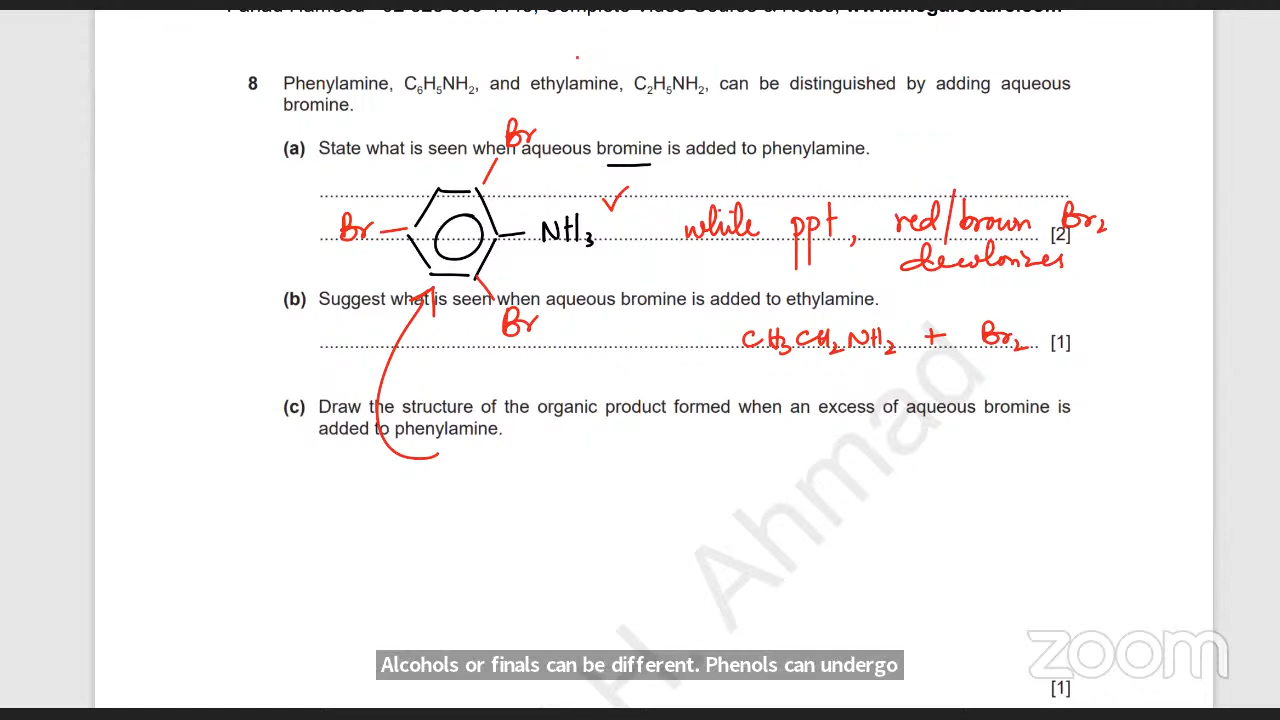 8 Phenylamine, C6H5NH2, and ethylamine, C2H5NH2, can be distinguished by adding aqueous
bromine.
Br
(a) State what is seen when aqueous bromine is added to phenylamine.
Br NH3 white ppt, red/brown Br2 [2]
decolorizes
(b) Suggest what is seen when aqueous bromine is added to ethylamine.
Br
CH3CH2NH2 + Br2 [1]
(c) Draw the structure of the organic product formed when an excess of aqueous bromine is
added to phenylamine.
H. Ahmad
zoom
Alcohols or finals can be different. Phenols can undergo
[1]